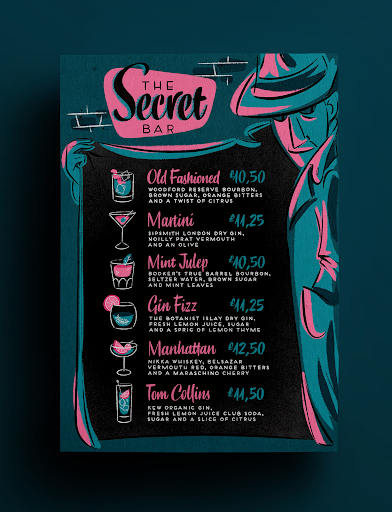 THE
Secret
BAR
Old Fashioned €10,50
WOODFORD RESERVE BOURBON,
BROWN SUGAR, ORANGE BITTERS
AND A TWIST OF CITRUS
Martini €11,25
SIPSMITH LONDON DRY GIN,
NOILLY PRAT VERMOUTH
AND AN OLIVE
Mint Julep €10,50
BOOKER'S TRUE BARREL BOURBON,
SELTZER WATER, BROWN SUGAR
AND MINT LEAVES
Gin Fizz €11,25
THE BOTANIST ISLAY DRY GIN,
FRESH LEMON JUICE, SUGAR
AND A SPRIG OF LEMON THYME
Manhattan €12,50
NIKKA WHISKEY, BELSAZAR
VERMOUTH RED, ORANGE BITTERS
AND A MARASCHINO CHERRY
Tom Collins €11,50
KEW ORGANIC GIN,
FRESH LEMON JUICE CLUB SODA,
SUGAR AND A SLICE OF CITRUS